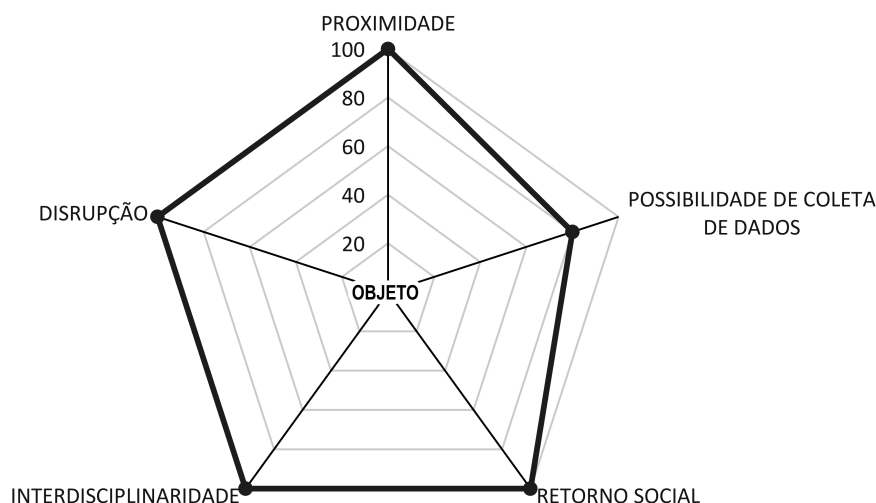 PROXIMIDADE
100
80
60
40
20
DISRUPÇÃO
POSSIBILIDADE DE COLETA
DE DADOS
OBJETO
INTERDISCIPLINARIDADE
RETORNO SOCIAL